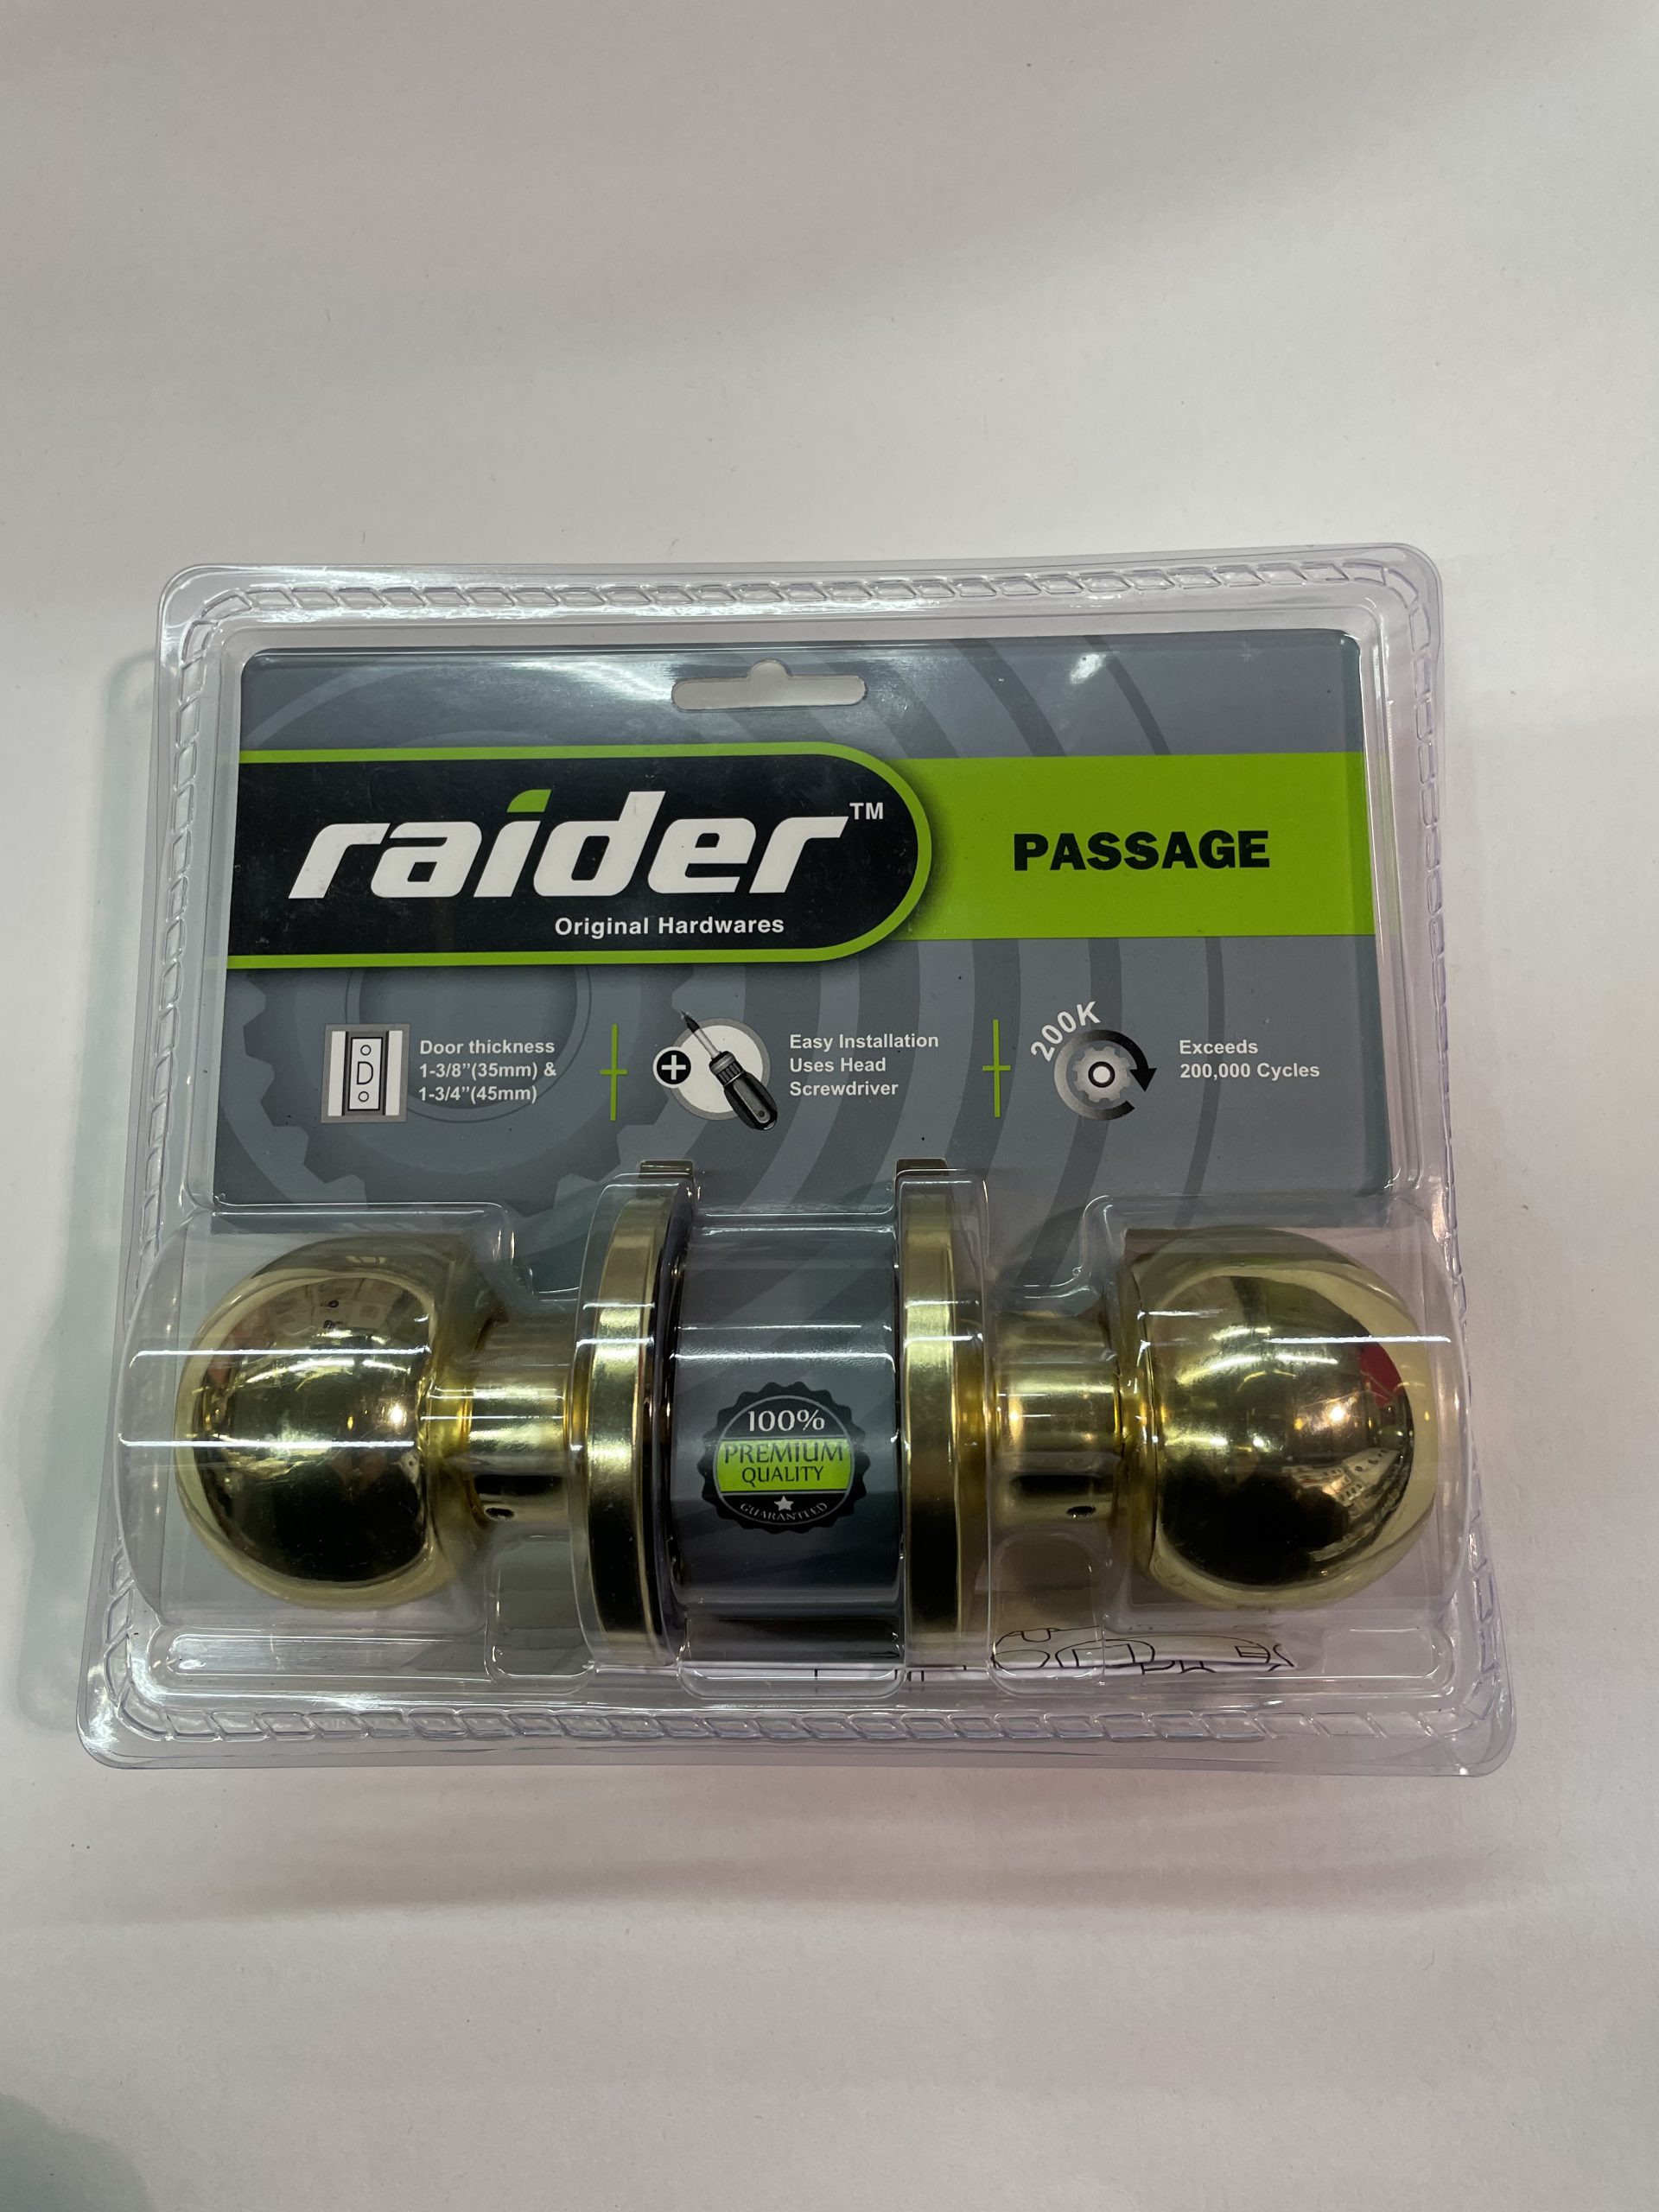 raider™
Original Hardwares
PASSAGE
D
Door thickness
1-3/8”(35mm) &
1-3/4”(45mm)
Easy Installation
Uses Head
Screwdriver
200K
Exceeds
200,000 Cycles
100%
PREMIUM
QUALITY
GUARANTEED